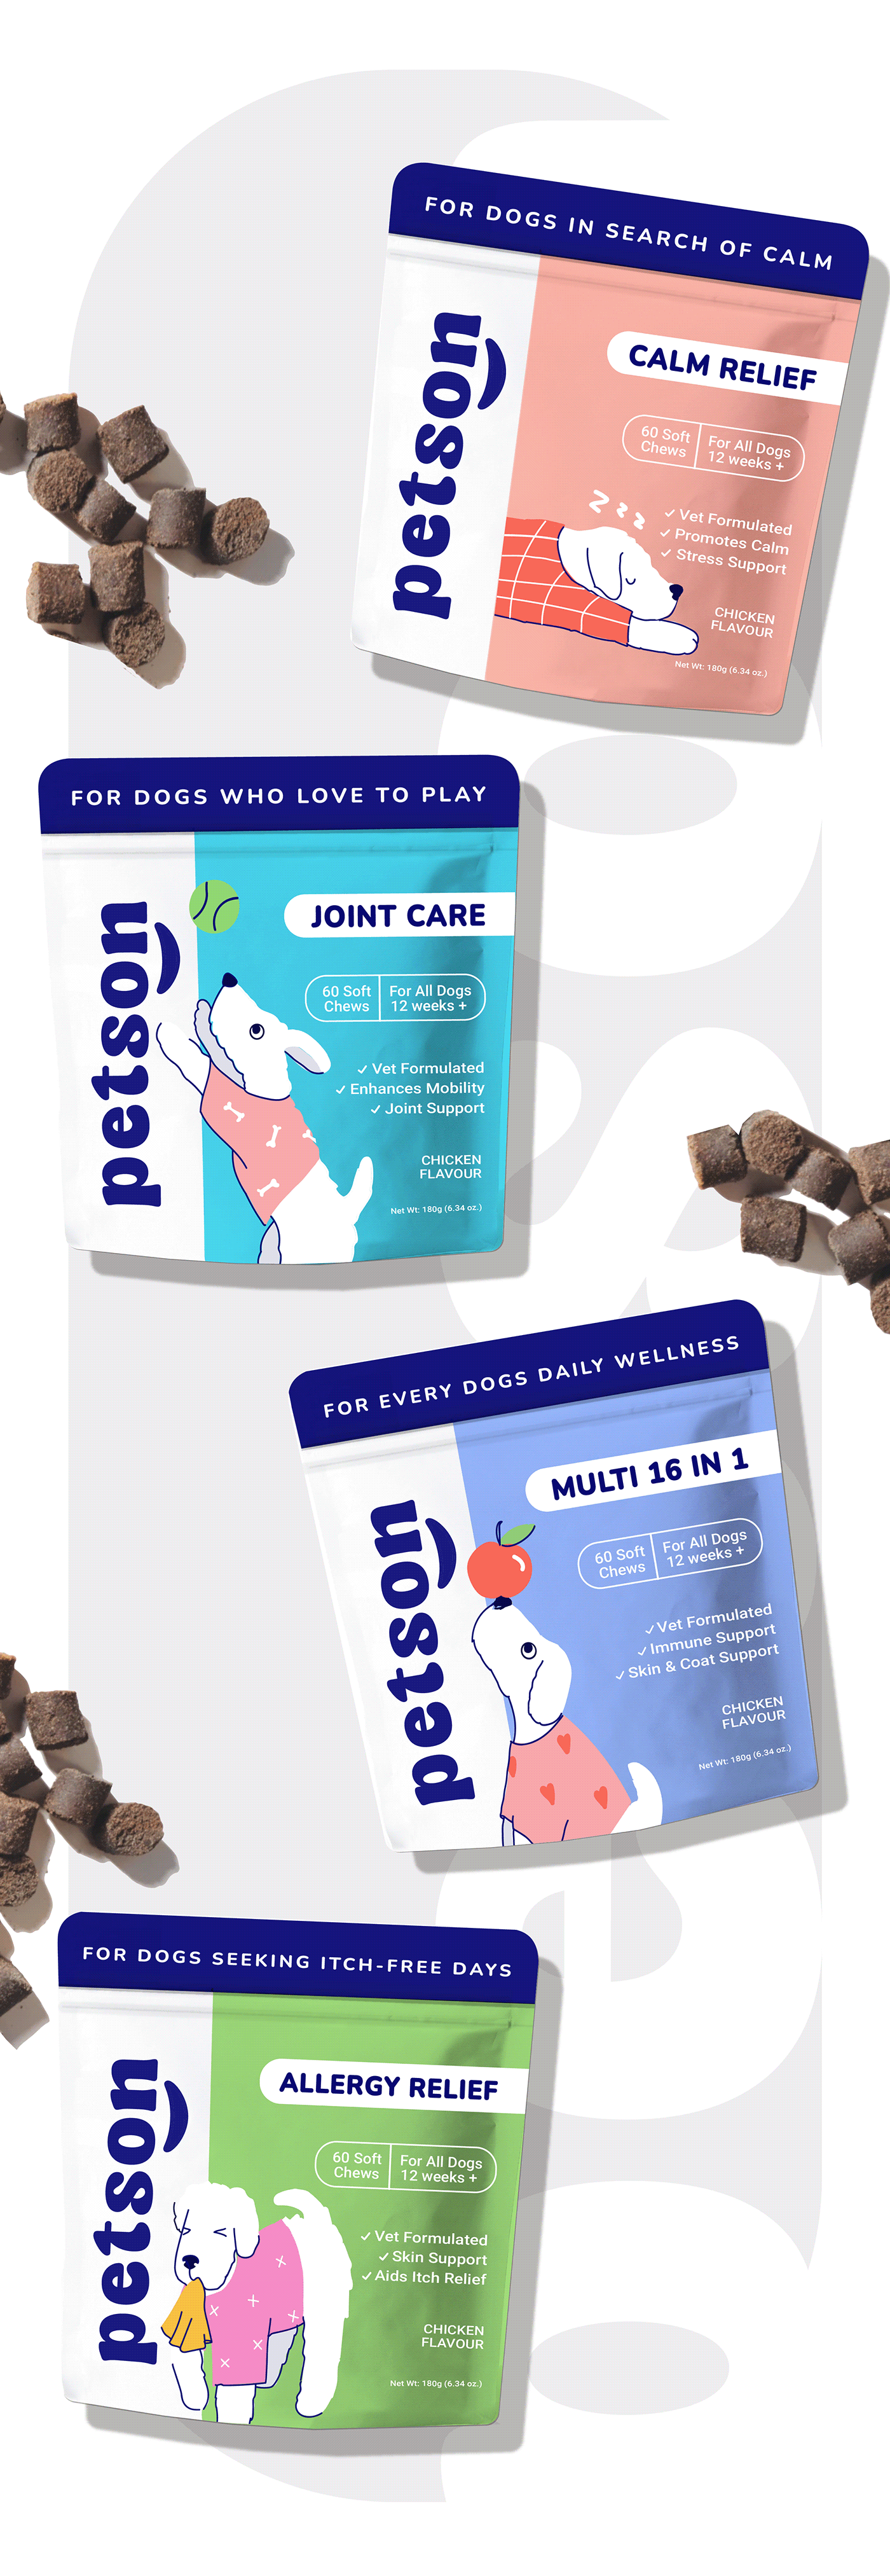 FOR DOGS IN SEARCH OF CALM
petson
CALM RELIEF
60 Soft Chews
For All Dogs 12 weeks +
z z z
✓ Vet Formulated
✓ Promotes Calm
✓ Stress Support
CHICKEN
FLAVOUR
Net Wt: 180g (6.34 oz.)
FOR DOGS WHO LOVE TO PLAY
petson
JOINT CARE
60 Soft Chews
For All Dogs 12 weeks +
✓ Vet Formulated
✓ Enhances Mobility
✓ Joint Support
CHICKEN
FLAVOUR
Net Wt: 180g (6.34 oz.)
FOR EVERY DOGS DAILY WELLNESS
petson
MULTI 16 IN 1
60 Soft Chews
For All Dogs 12 weeks +
✓ Vet Formulated
✓ Immune Support
✓ Skin & Coat Support
CHICKEN
FLAVOUR
Net Wt: 180g (6.34 oz.)
FOR DOGS SEEKING ITCH-FREE DAYS
petson
ALLERGY RELIEF
60 Soft Chews
For All Dogs 12 weeks +
✓ Vet Formulated
✓ Skin Support
✓ Aids Itch Relief
CHICKEN
FLAVOUR
Net Wt: 180g (6.34 oz.)